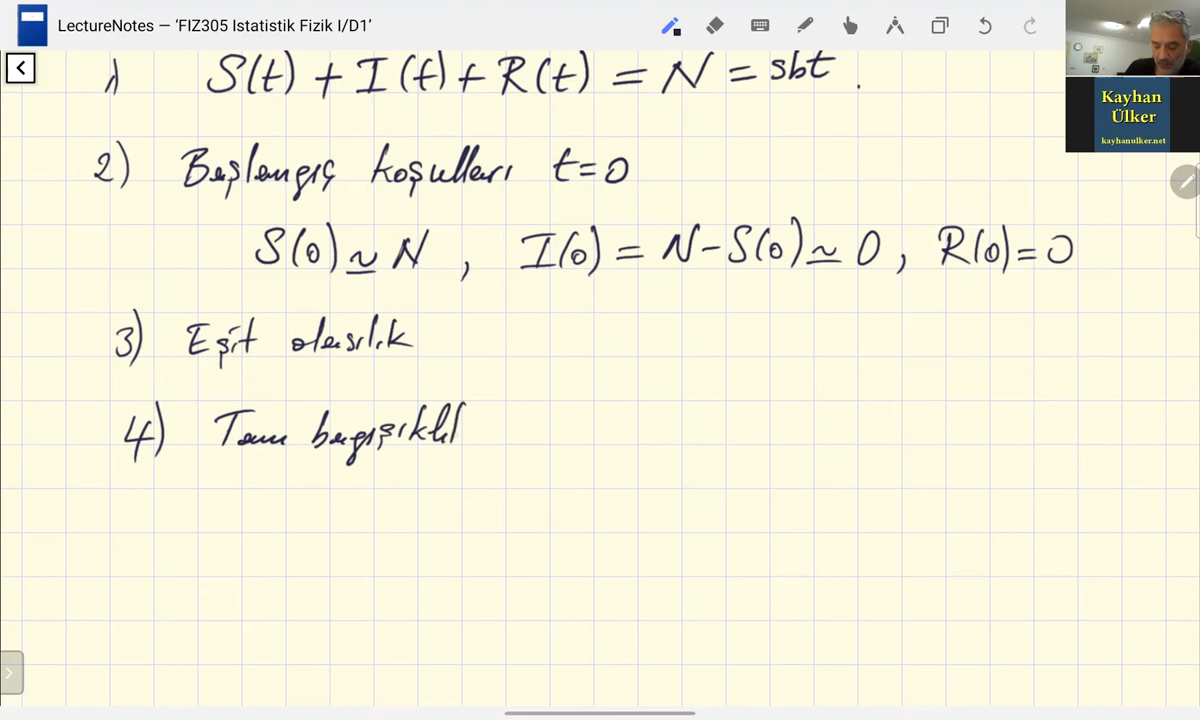 LectureNotes — ‘FIZ305 Istatistik Fizik I/D1’
Kayhan
Ülker
kayhanulker.net
1) S(t) + I(t) + R(t) = N = sbt.
2) Başlangıç koşulları t=0
S(0) ≃ N, I(0) = N-S(0) ≃ 0, R(0)=0
3) Eşit olasılık
4) Tam bağışıklıl